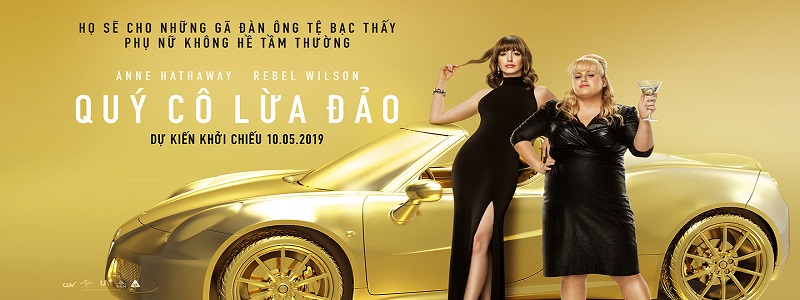 HỌ SẼ CHO NHỮNG GÃ ĐÀN ÔNG TỆ BẠC THẤY
PHỤ NỮ KHÔNG HỀ TẦM THƯỜNG
ANNE HATHAWAY REBEL WILSON
QUÝ CÔ LỪA ĐẢO
DỰ KIẾN KHỞI CHIẾU 10.05.2019
CGV